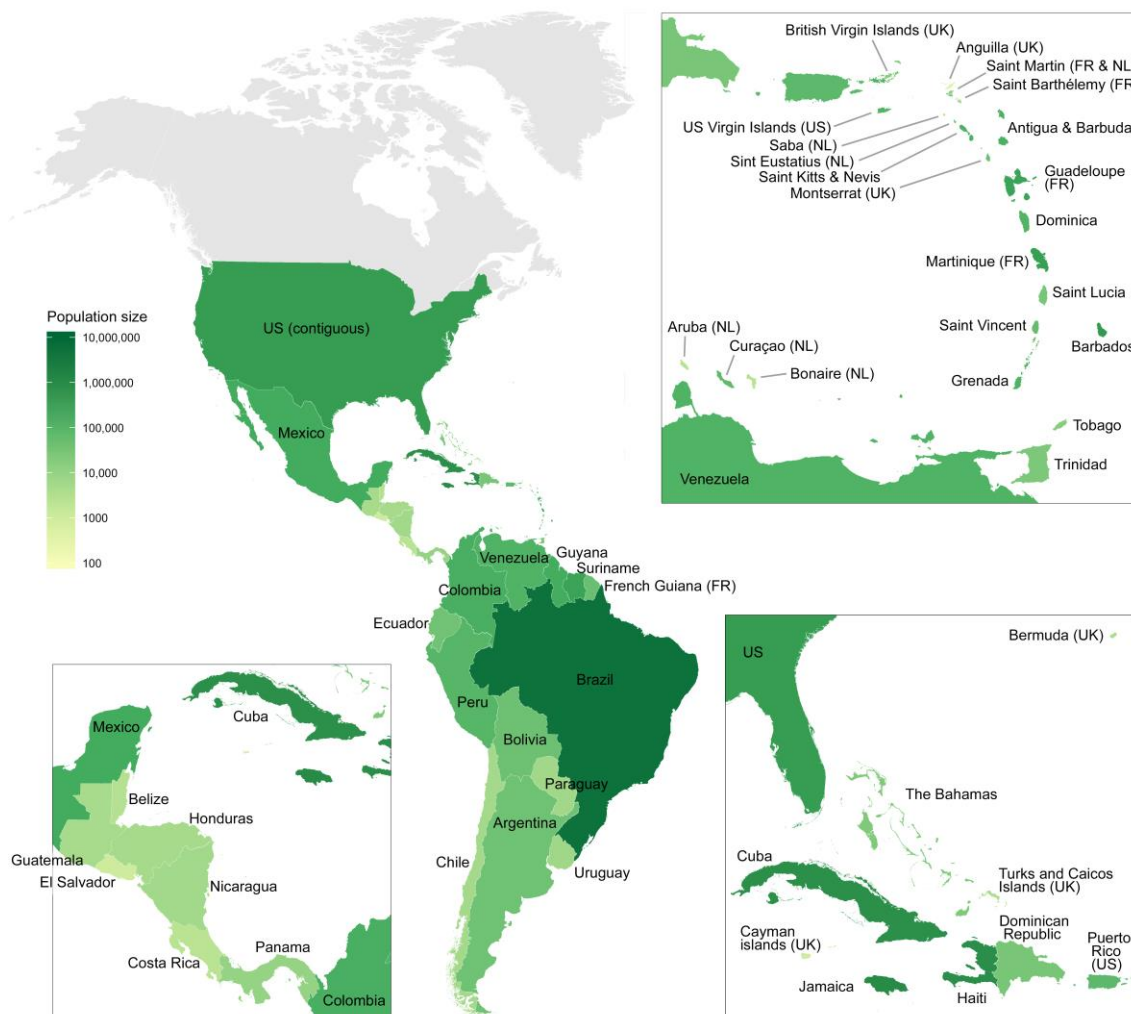 British Virgin Islands (UK)
Anguilla (UK)
Saint Martin (FR & NL)
Saint Barthélemy (FR)
US Virgin Islands (US)
Saba (NL)
Sint Eustatius (NL)
Saint Kitts & Nevis
Montserrat (UK)
Antigua & Barbuda
Guadeloupe
(FR)
Dominica
Martinique (FR)
Saint Lucia
Saint Vincent
Barbados
Grenada
Aruba (NL)
Curaçao (NL)
Bonaire (NL)
Tobago
Trinidad
Venezuela
US (contiguous)
Mexico
Population size
10,000,000
1,000,000
100,000
10,000
1000
100
Venezuela
Guyana
Suriname
French Guiana (FR)
Colombia
Ecuador
Brazil
Peru
Bolivia
Paraguay
Argentina
Chile
Uruguay
Mexico
Cuba
Belize
Honduras
Guatemala
El Salvador
Nicaragua
Panama
Costa Rica
Colombia
US
Bermuda (UK)
The Bahamas
Cuba
Turks and Caicos
Islands (UK)
Cayman
islands (UK)
Dominican
Republic
Puerto
Rico
(US)
Jamaica
Haiti